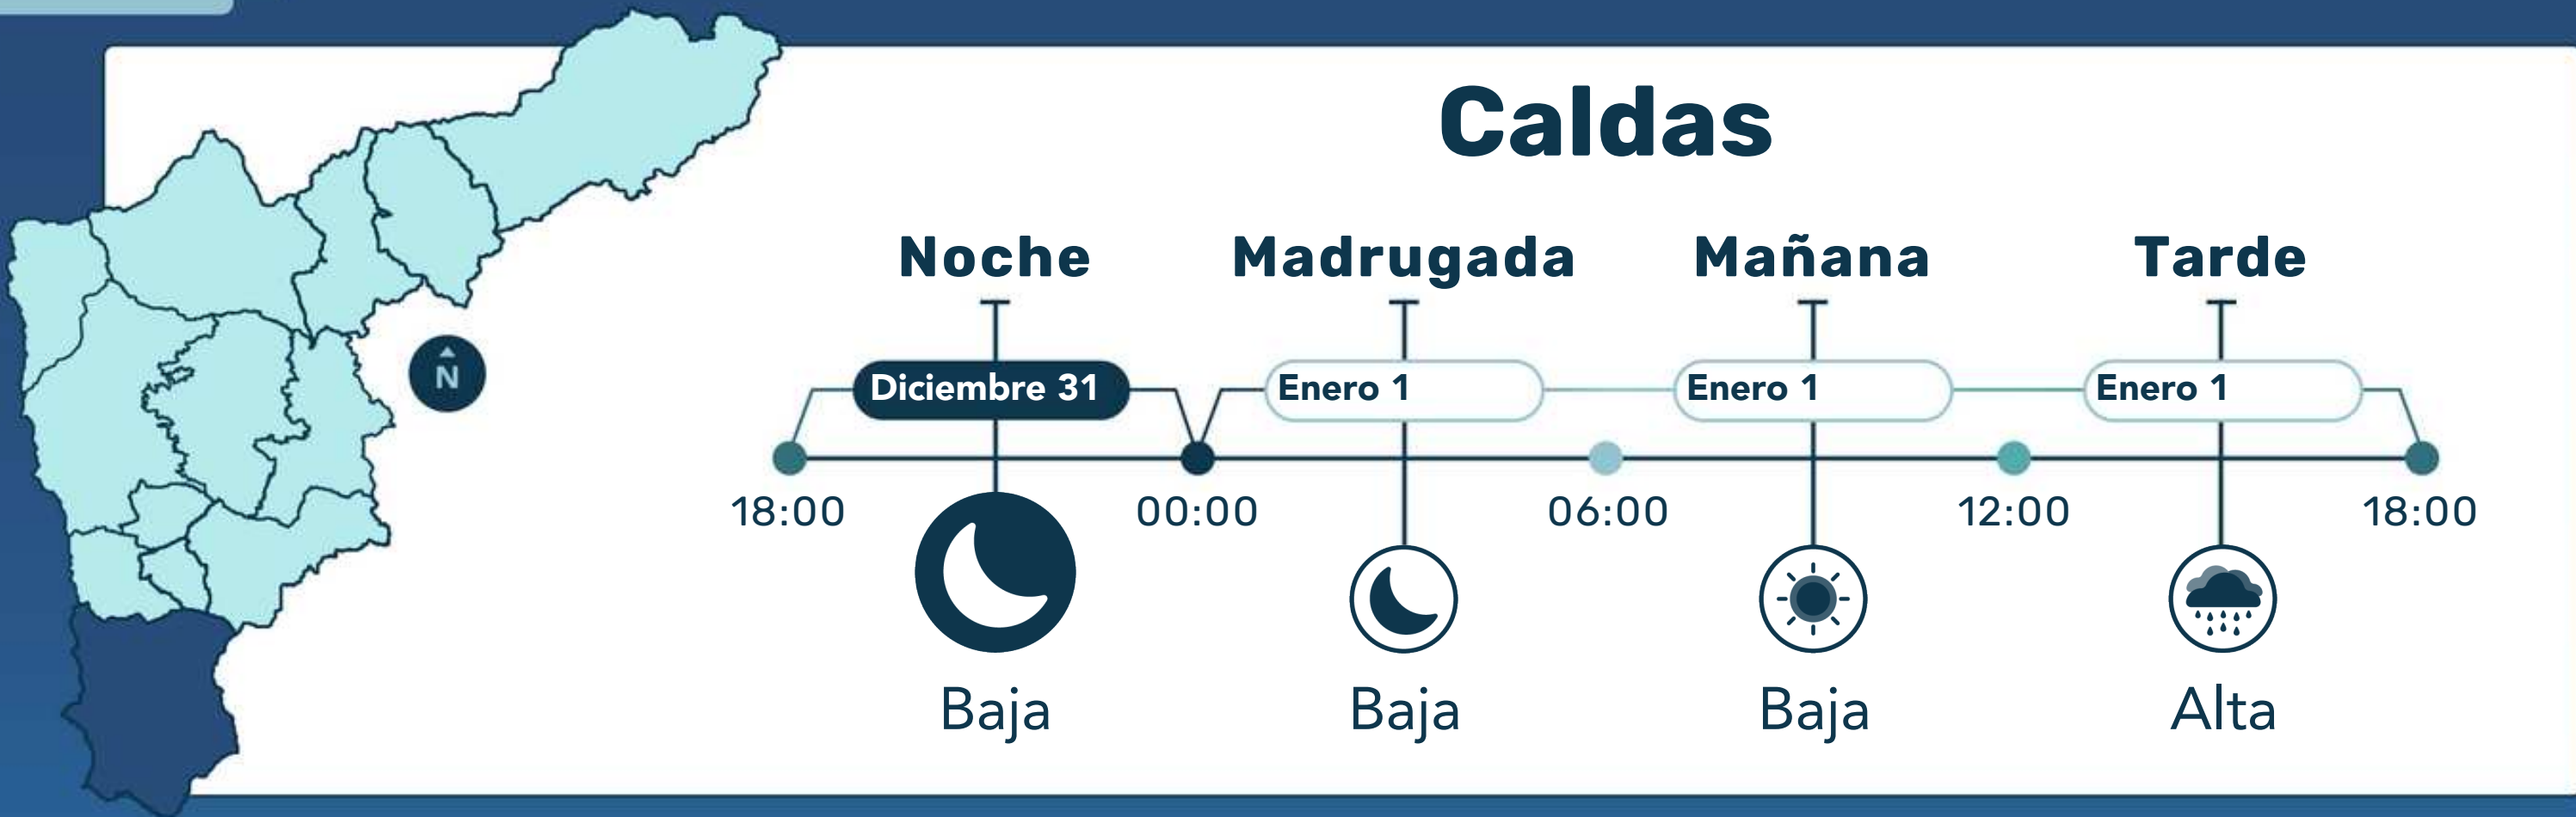 Caldas
Noche Madrugada Mañana Tarde
N
Diciembre 31 Enero 1 Enero 1 Enero 1
18:00 00:00 06:00 12:00 18:00
Baja Baja Baja Alta